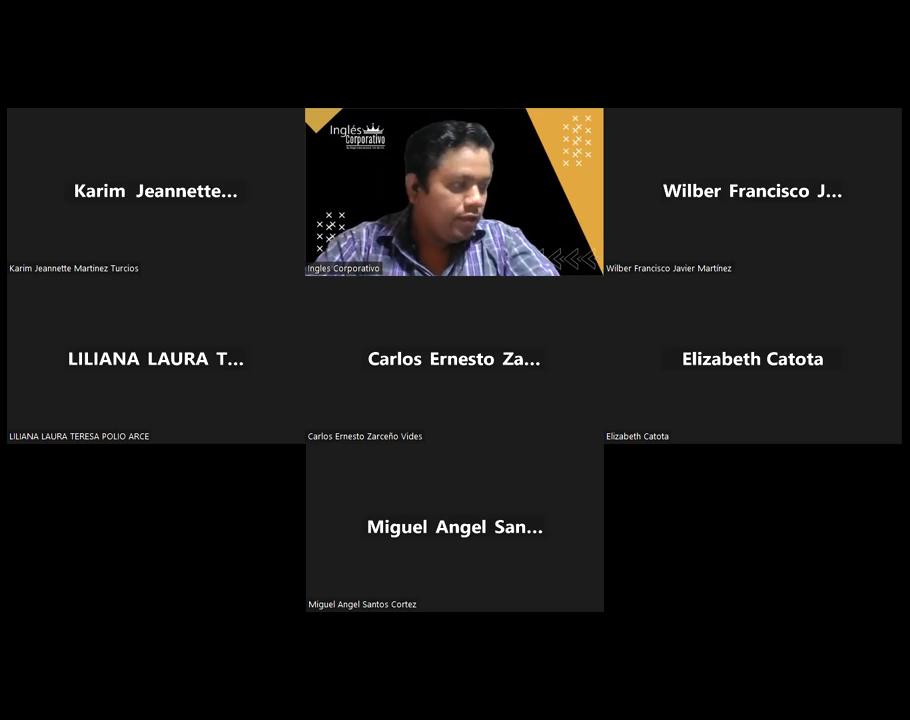 Karim Jeannette...
Karim Jeannette Martinez Turcios
Inglés
Corporativo
Ingles Corporativo
Wilber Francisco J...
Wilber Francisco Javier Martínez
LILIANA LAURA T...
LILIANA LAURA TERESA POLIO ARCE
Carlos Ernesto Za...
Carlos Ernesto Zarceño Vides
Elizabeth Catota
Elizabeth Catota
Miguel Angel San...
Miguel Angel Santos Cortez